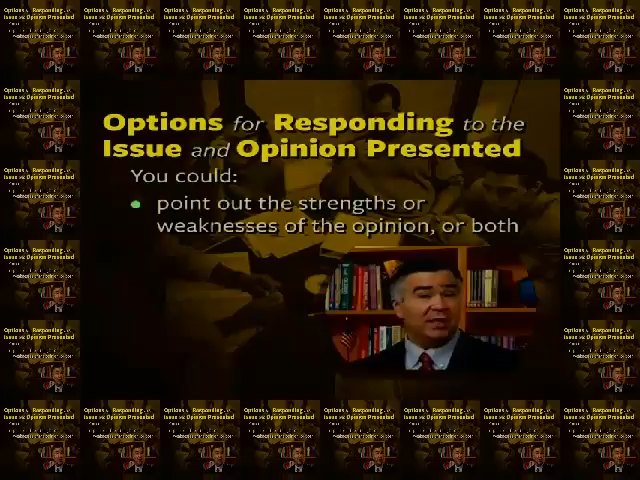 Options for Responding to the
Issue and Opinion Presented
You could:
point out the strengths or
weaknesses of the opinion, or both